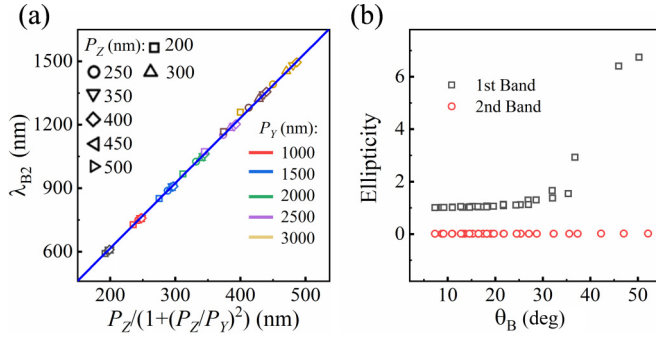 (a)
P_Z (nm):
200
250
300
350
400
450
500
P_Y (nm):
1000
1500
2000
2500
3000
1500
1200
900
600
λ_B2 (nm)
200
300
400
500
P_Z/(1+(P_Z/P_Y)²) (nm)
(b)
1st Band
2nd Band
6
4
2
0
Ellipticity
10
20
30
40
50
θ_B (deg)